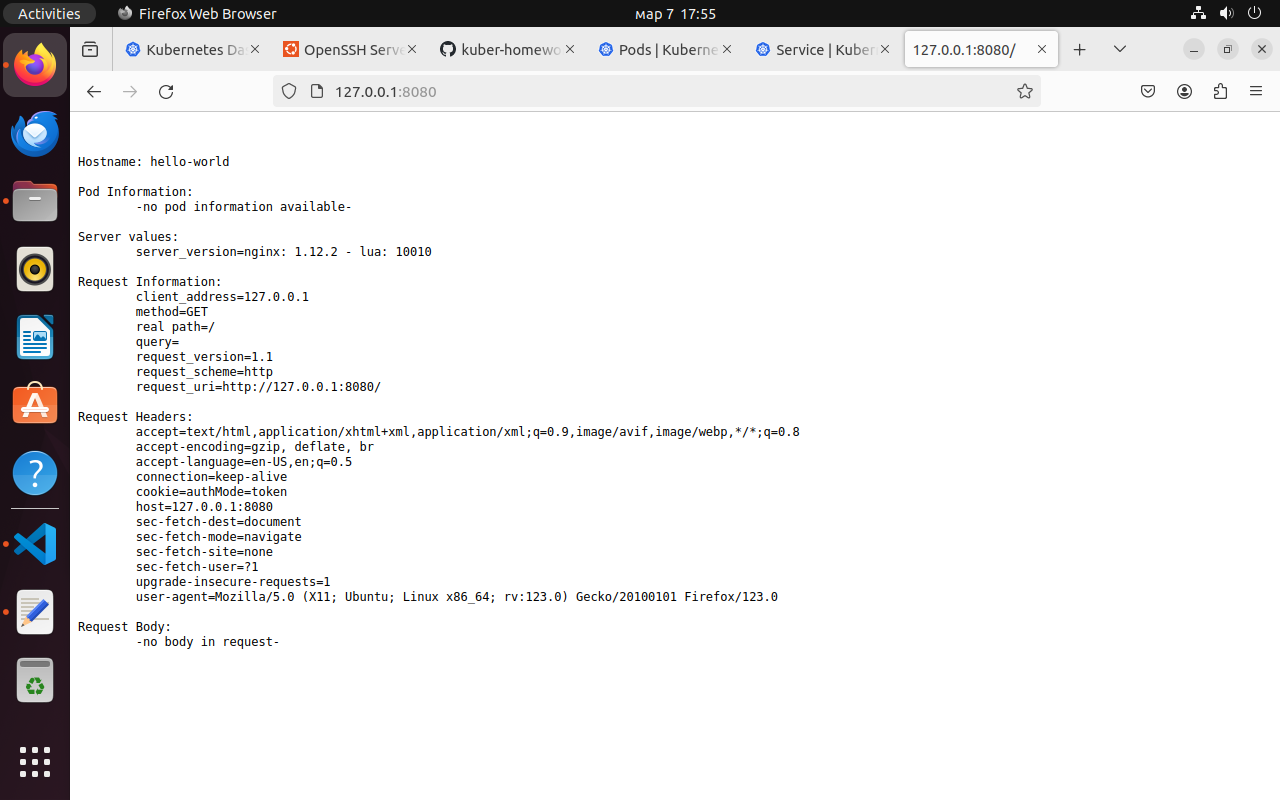 Activities
Firefox Web Browser
мар 7 17:55
Kubernetes Da
OpenSSH Serve
kuber-homewo
Pods | Kuberne
Service | Kuber
127.0.0.1:8080/
127.0.0.1:8080
Hostname: hello-world
Pod Information:
-no pod information available-
Server values:
server_version=nginx: 1.12.2 - lua: 10010
Request Information:
client_address=127.0.0.1
method=GET
real path=/
query=
request_version=1.1
request_scheme=http
request_uri=http://127.0.0.1:8080/
Request Headers:
accept=text/html,application/xhtml+xml,application/xml;q=0.9,image/avif,image/webp,*/*;q=0.8
accept-encoding=gzip, deflate, br
accept-language=en-US,en;q=0.5
connection=keep-alive
cookie=authMode=token
host=127.0.0.1:8080
sec-fetch-dest=document
sec-fetch-mode=navigate
sec-fetch-site=none
sec-fetch-user=?1
upgrade-insecure-requests=1
user-agent=Mozilla/5.0 (X11; Ubuntu; Linux x86_64; rv:123.0) Gecko/20100101 Firefox/123.0
Request Body:
-no body in request-